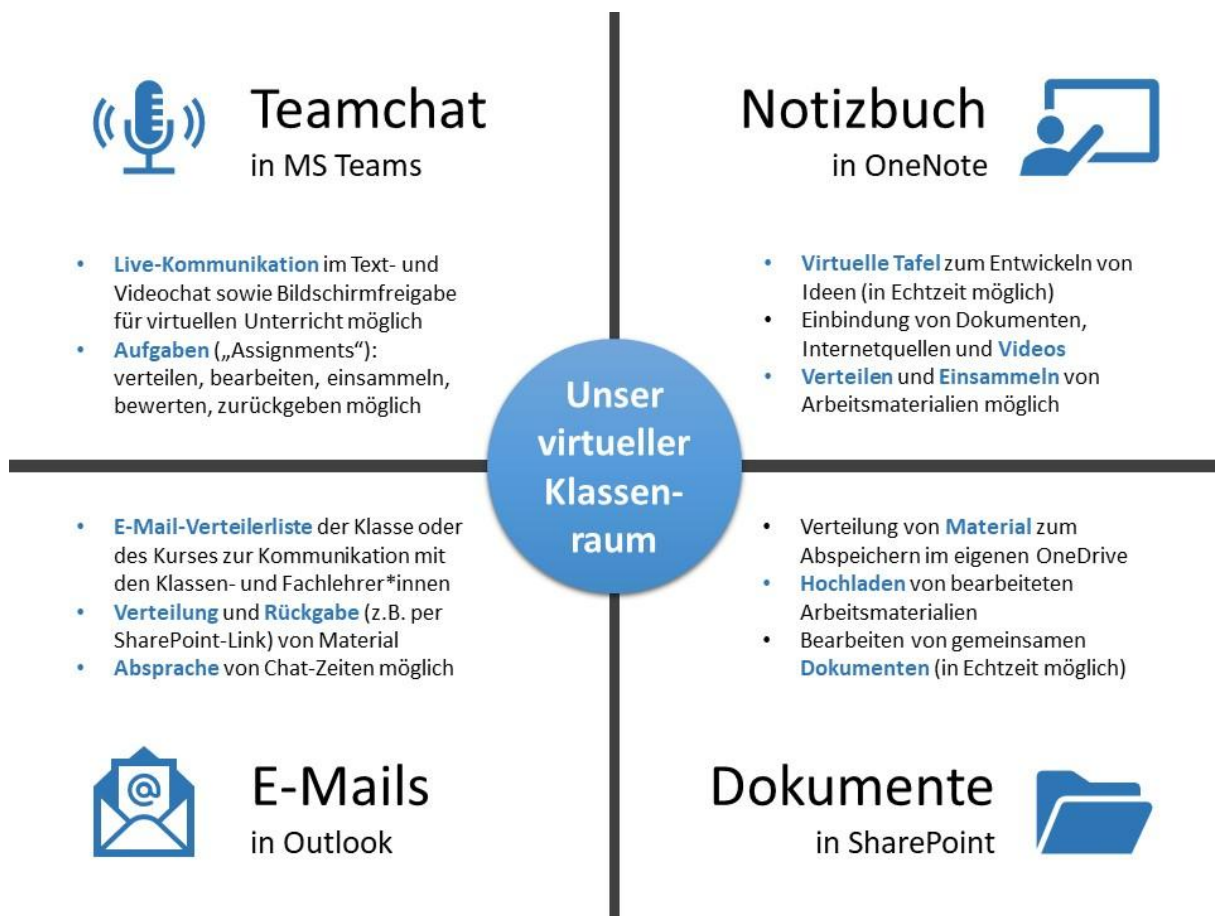 Teamchat
in MS Teams
• Live-Kommunikation im Text- und
Videochat sowie Bildschirmfreigabe
für virtuellen Unterricht möglich
• Aufgaben („Assignments“):
verteilen, bearbeiten, einsammeln,
bewerten, zurückgeben möglich
Notizbuch
in OneNote
• Virtuelle Tafel zum Entwickeln von
Ideen (in Echtzeit möglich)
• Einbindung von Dokumenten,
Internetquellen und Videos
• Verteilen und Einsammeln von
Arbeitsmaterialien möglich
Unser
virtueller
Klassen-
raum
• E-Mail-Verteilerliste der Klasse oder
des Kurses zur Kommunikation mit
den Klassen- und Fachlehrer*innen
• Verteilung und Rückgabe (z.B. per
SharePoint-Link) von Material
• Absprache von Chat-Zeiten möglich
@
E-Mails
in Outlook
• Verteilung von Material zum
Abspeichern im eigenen OneDrive
• Hochladen von bearbeiteten
Arbeitsmaterialien
• Bearbeiten von gemeinsamen
Dokumenten (in Echtzeit möglich)
Dokumente
in SharePoint